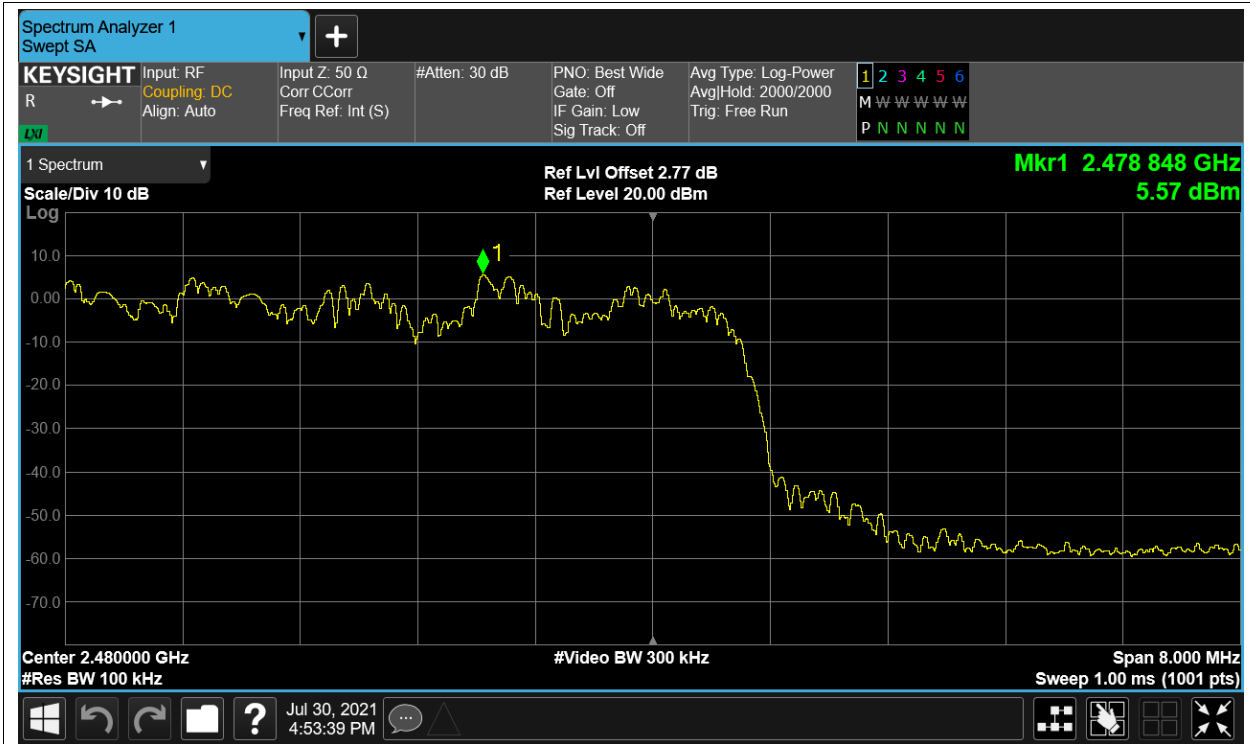 Spectrum Analyzer 1
Swept SA
+
KEYSIGHT
R
LXI
Input: RF
Coupling: DC
Align: Auto
Input Z: 50 Ω
Corr CCorr
Freq Ref: Int (S)
#Atten: 30 dB
PNO: Best Wide
Gate: Off
IF Gain: Low
Sig Track: Off
Avg Type: Log-Power
Avg|Hold: 2000/2000
Trig: Free Run
1 2 3 4 5 6
M W W W W W
P N N N N N
1 Spectrum
Scale/Div 10 dB
Ref Lvl Offset 2.77 dB
Ref Level 20.00 dBm
Mkr1 2.478 848 GHz
5.57 dBm
Log
1
10.0
0.00
-10.0
-20.0
-30.0
-40.0
-50.0
-60.0
-70.0
Center 2.480000 GHz
#Video BW 300 kHz
Span 8.000 MHz
#Res BW 100 kHz
Sweep 1.00 ms (1001 pts)
?
Jul 30, 2021
4:53:39 PM